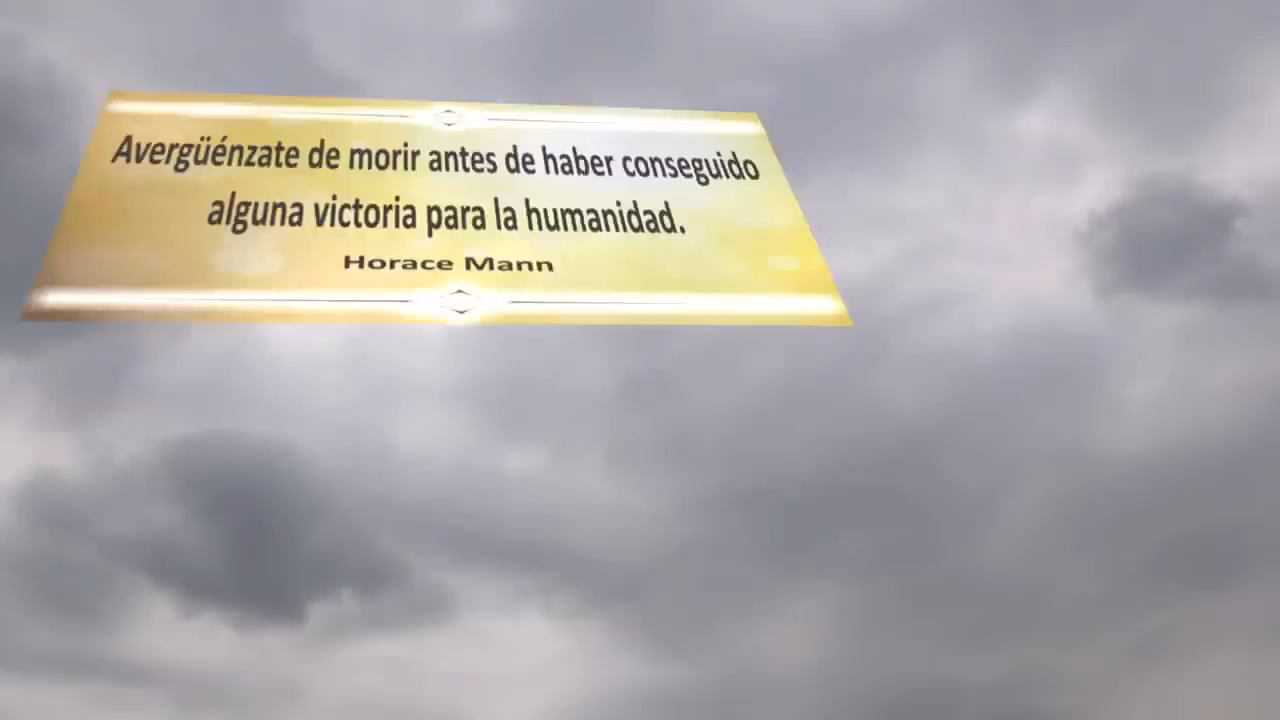 Avergüénzate de morir antes de haber conseguido
alguna victoria para la humanidad.
Horace Mann